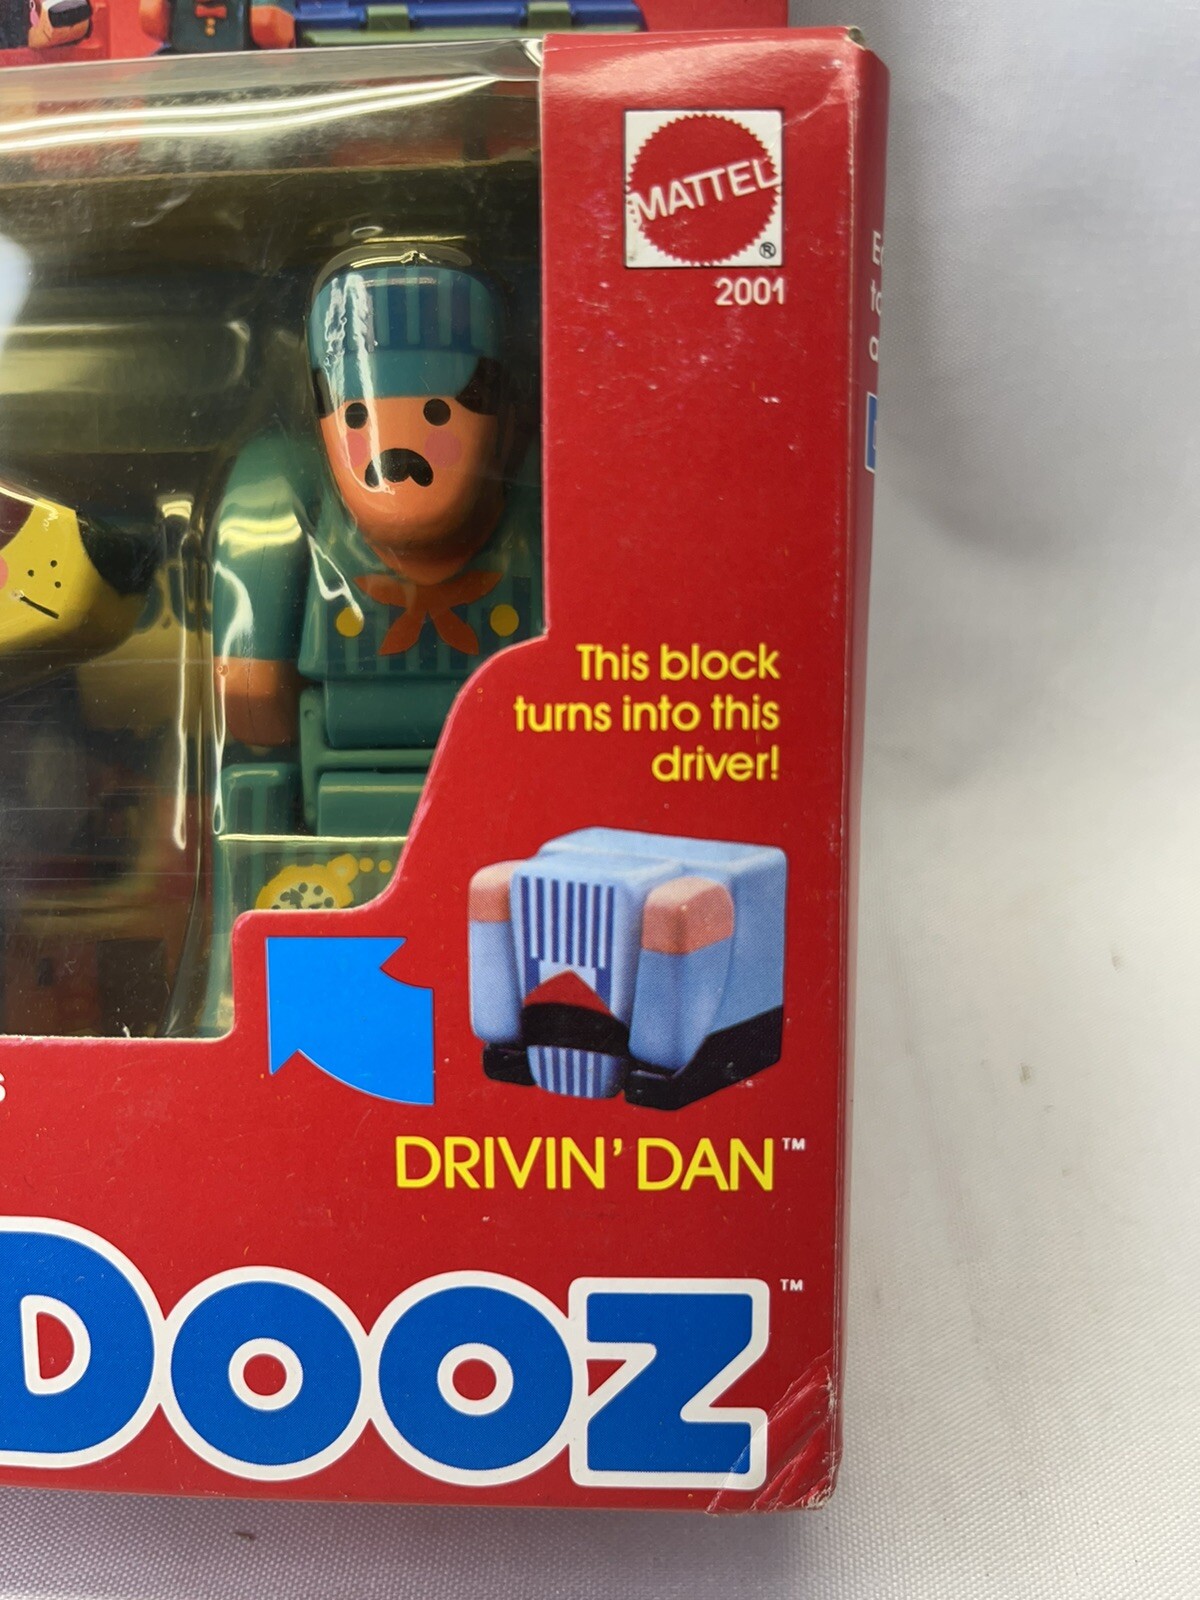 MATTEL
®
2001
This block
turns into this
driver!
DRIVIN' DAN™
DOOZ™